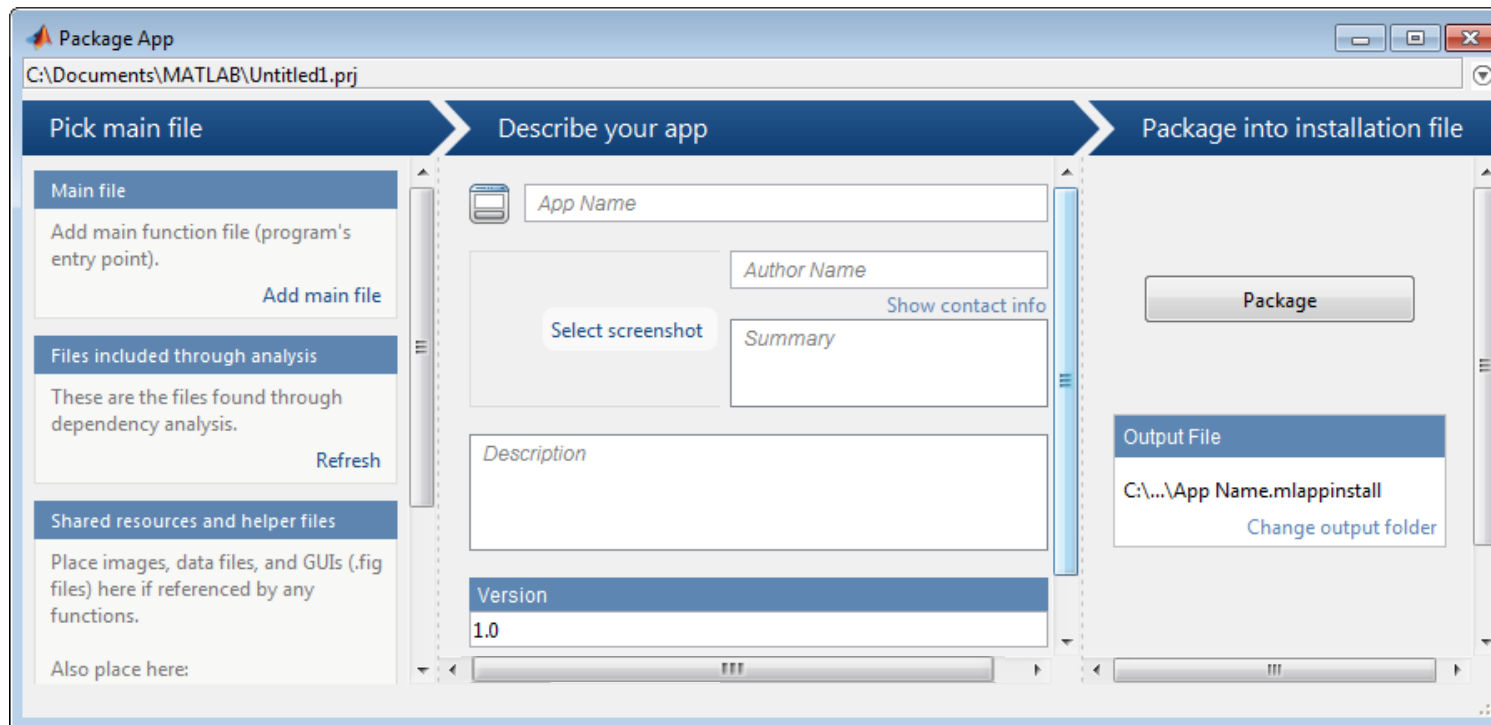 Package App
C:\Documents\MATLAB\Untitled1.prj
Pick main file
Describe your app
Package into installation file
Main file
Add main function file (program's
entry point).
Add main file
Files included through analysis
These are the files found through
dependency analysis.
Refresh
Shared resources and helper files
Place images, data files, and GUIs (.fig
files) here if referenced by any
functions.
Also place here:
App Name
Author Name
Show contact info
Select screenshot
Summary
Description
Version
1.0
Package
Output File
C:\...\App Name.mlappinstall
Change output folder